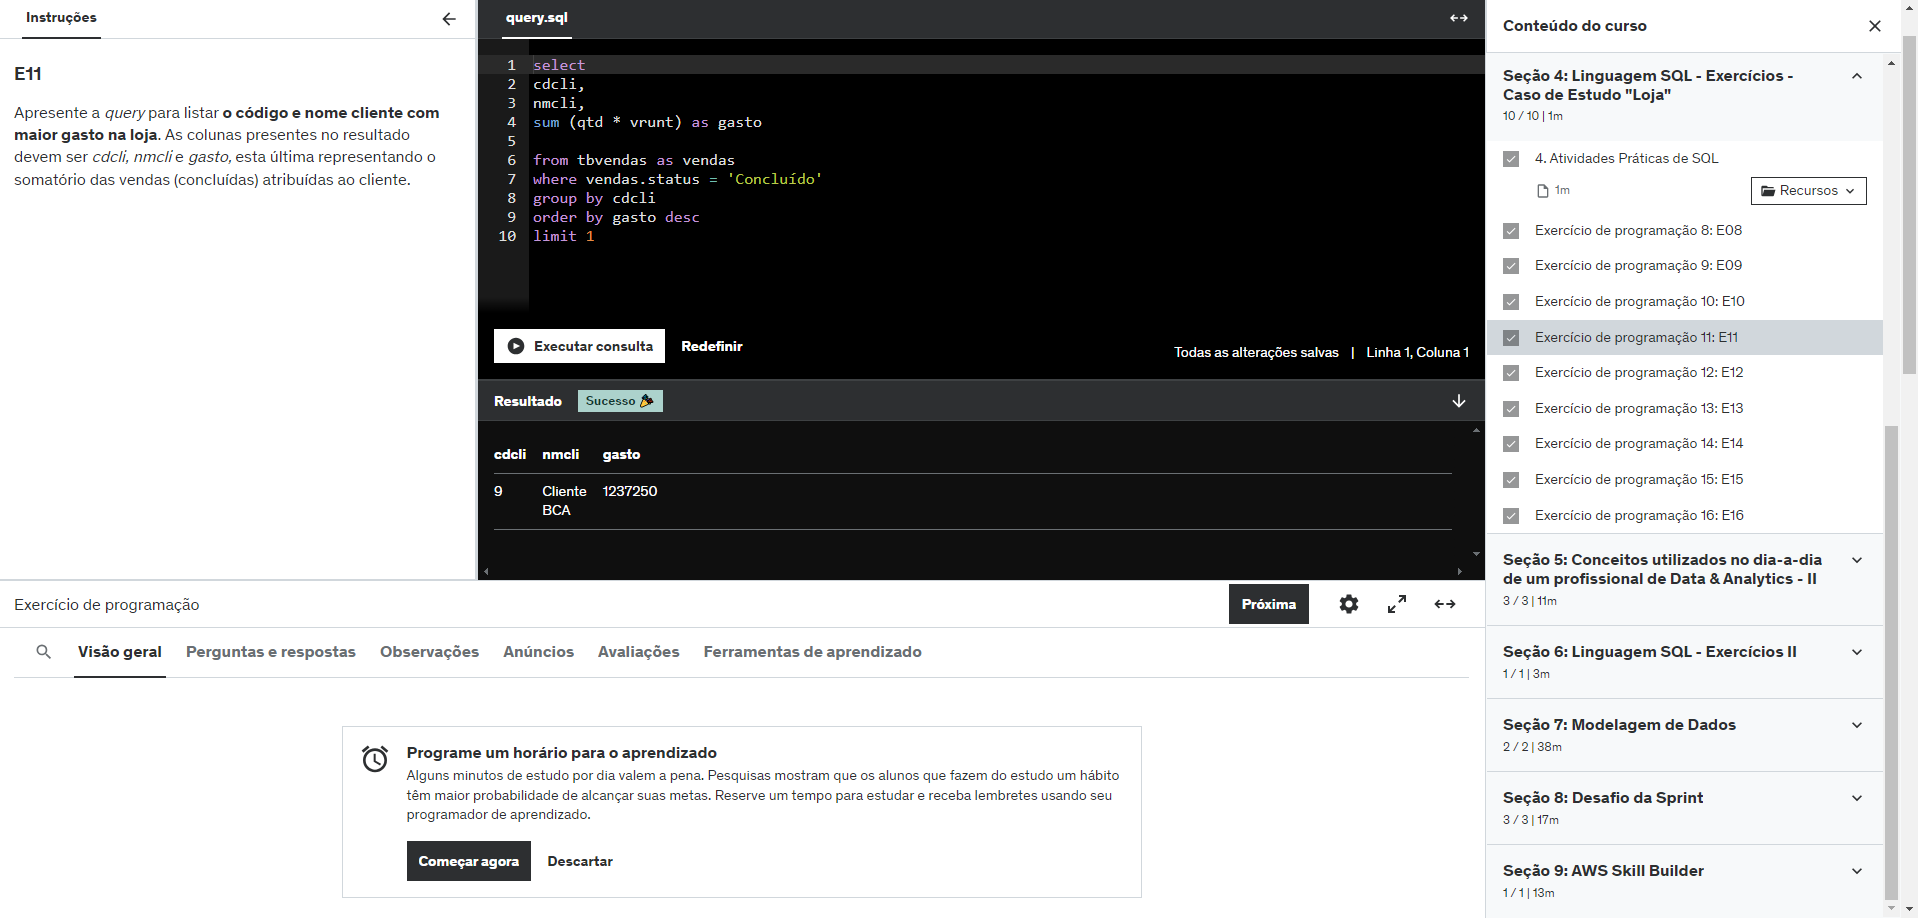 Instruções
E11
Apresente a query para listar o código e nome cliente com
maior gasto na loja. As colunas presentes no resultado
devem ser cdcli, nmcli e gasto, esta última representando o
somatório das vendas (concluídas) atribuídas ao cliente.
query.sql
1 select
2 cdcli,
3 nmcli,
4 sum (qtd * vrunt) as gasto
5
6 from tbvendas as vendas
7 where vendas.status = 'Concluído'
8 group by cdcli
9 order by gasto desc
10 limit 1
Executar consulta Redefinir
Todas as alterações salvas | Linha 1, Coluna 1
Resultado Sucesso
cdcli nmcli gasto
9 Cliente 1237250
BCA
Exercício de programação
Próxima
Visão geral Perguntas e respostas Observações Anúncios Avaliações Ferramentas de aprendizado
Programe um horário para o aprendizado
Alguns minutos de estudo por dia valem a pena. Pesquisas mostram que os alunos que fazem do estudo um hábito
têm maior probabilidade de alcançar suas metas. Reserve um tempo para estudar e receba lembretes usando seu
programador de aprendizado.
Começar agora Descartar
Conteúdo do curso
Seção 4: Linguagem SQL - Exercícios -
Caso de Estudo "Loja"
10 / 10 | 1m
4. Atividades Práticas de SQL
1m
Recursos
Exercício de programação 8: E08
Exercício de programação 9: E09
Exercício de programação 10: E10
Exercício de programação 11: E11
Exercício de programação 12: E12
Exercício de programação 13: E13
Exercício de programação 14: E14
Exercício de programação 15: E15
Exercício de programação 16: E16
Seção 5: Conceitos utilizados no dia-a-dia
de um profissional de Data & Analytics - II
3 / 3 | 11m
Seção 6: Linguagem SQL - Exercícios II
1 / 1 | 3m
Seção 7: Modelagem de Dados
2 / 2 | 38m
Seção 8: Desafio da Sprint
3 / 3 | 17m
Seção 9: AWS Skill Builder
1 / 1 | 13m